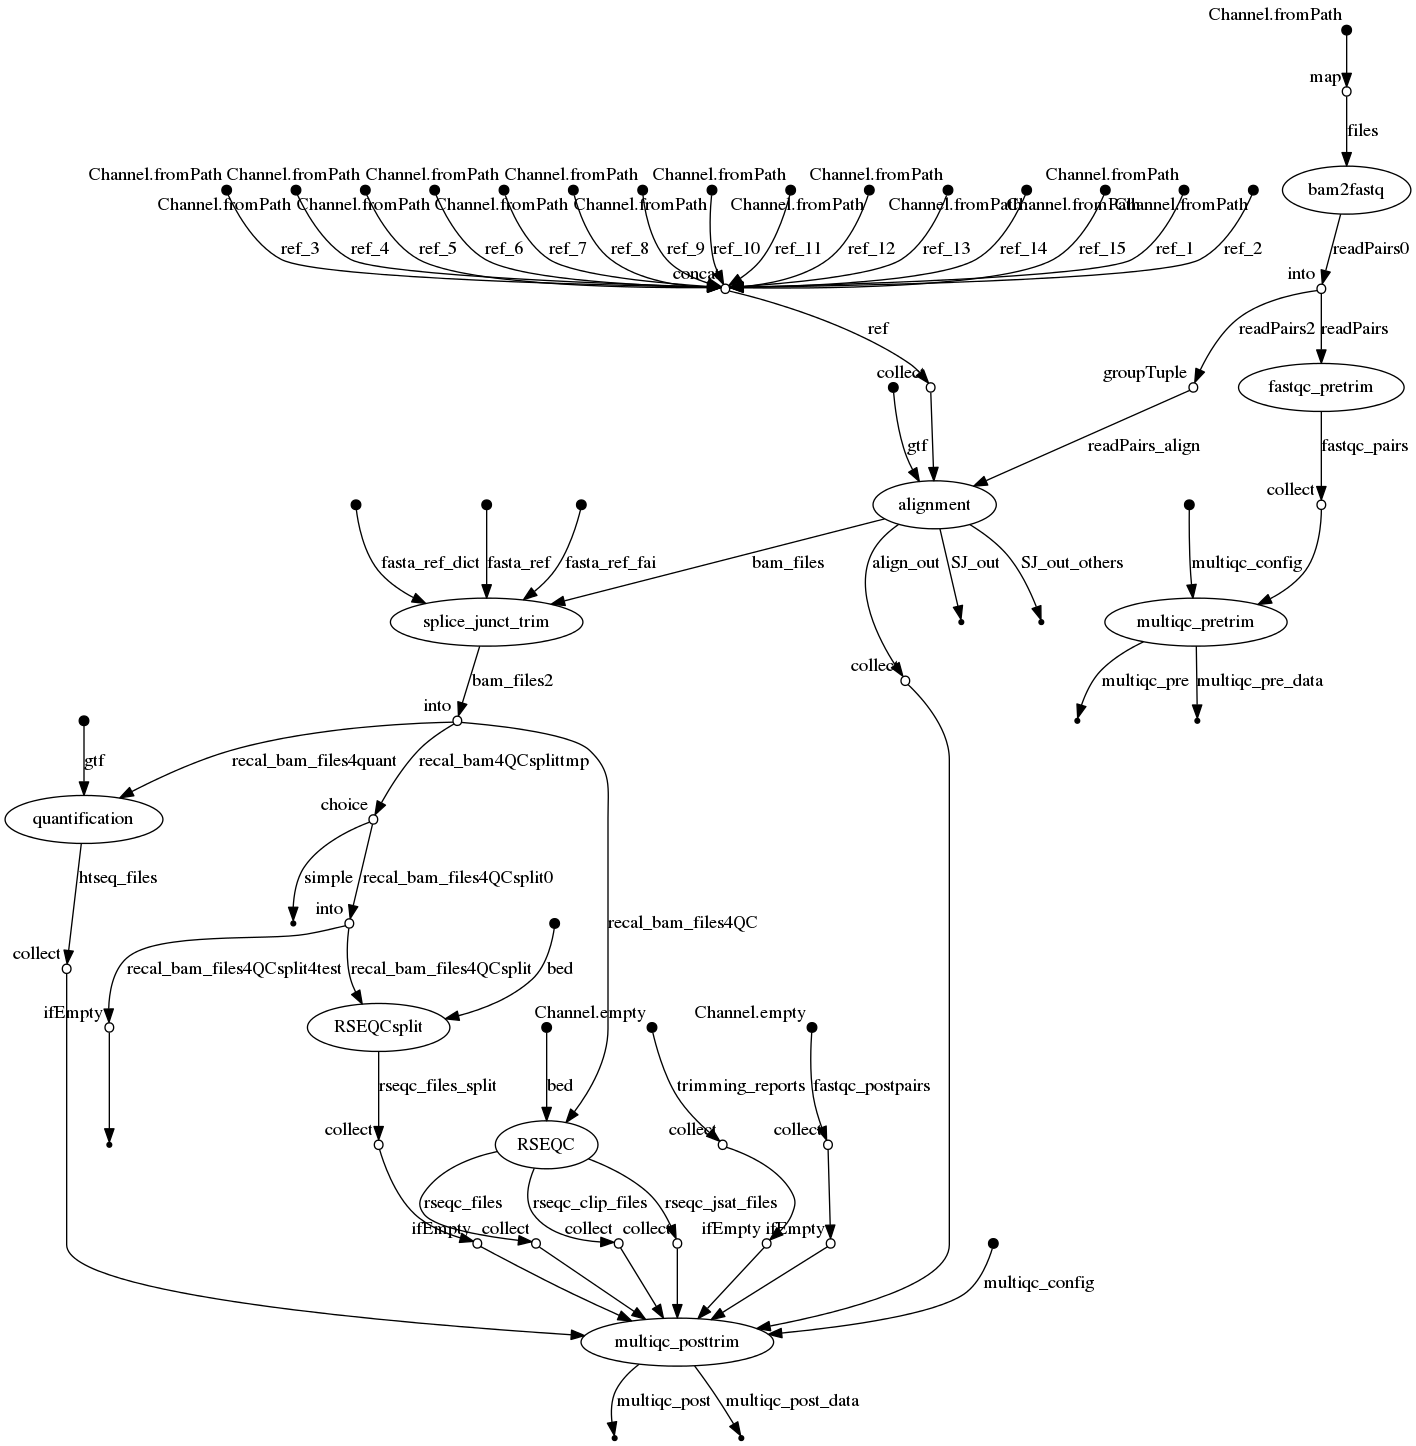 Channel.fromPath
map
files
Channel.fromPath Channel.fromPath Channel.fromPath Channel.fromPath Channel.fromPath Channel.fromPath Channel.fromPath
bam2fastq
Channel.fromPath Channel.fromPath Channel.fromPath Channel.fromPath Channel.fromPath Channel.fromPath Channel.fromPath Channel.fromPath
ref_3 ref_4 ref_5 ref_6 ref_7 ref_8 ref_9 ref_10 ref_11 ref_12 ref_13 ref_14 ref_15 ref_1 ref_2 readPairs0
concat into
ref readPairs2 readPairs
collect groupTuple
fastqc_pretrim
gtf readPairs_align fastqc_pairs
collect
alignment
fasta_ref_dict fasta_ref fasta_ref_fai bam_files align_out SJ_out SJ_out_others multiqc_config
splice_junct_trim multiqc_pretrim
collect
bam_files2 multiqc_pre multiqc_pre_data
into
gtf recal_bam_files4quant recal_bam4QCsplittmp
choice
quantification
htseq_files simple recal_bam_files4QCsplit0
into
recal_bam_files4QC
collect
recal_bam_files4QCsplit4test recal_bam_files4QCsplit bed
ifEmpty Channel.empty Channel.empty
RSEQCsplit
rseqc_files_split bed trimming_reports fastqc_postpairs
collect collect collect
RSEQC
rseqc_files rseqc_clip_files rseqc_jsat_files
ifEmpty collect collect collect ifEmpty ifEmpty
multiqc_config
multiqc_posttrim
multiqc_post multiqc_post_data